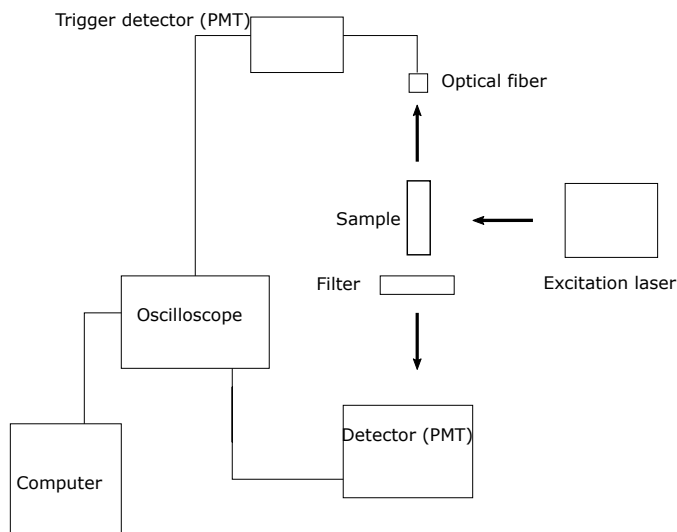 Trigger detector (PMT)
Optical fiber
Sample
Filter
Excitation laser
Oscilloscope
Detector (PMT)
Computer